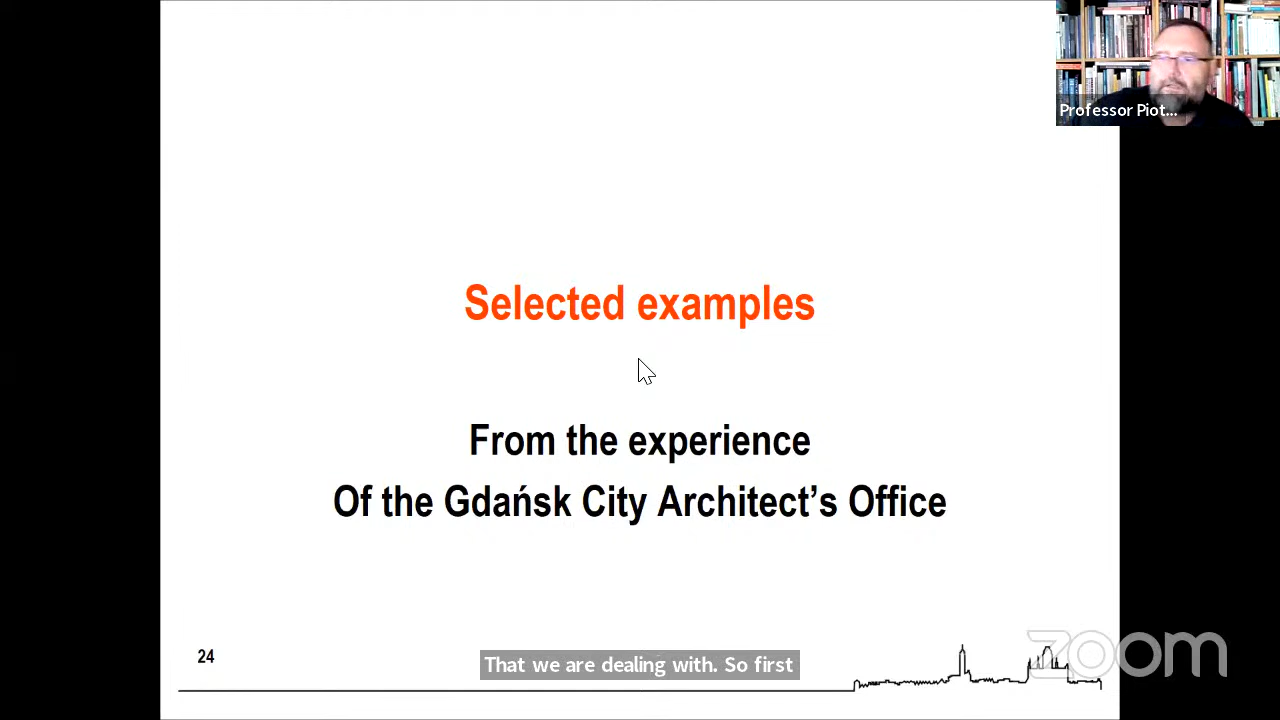 Professor Piot...
Selected examples
From the experience
Of the Gdańsk City Architect’s Office
24
That we are dealing with. So first
zoom